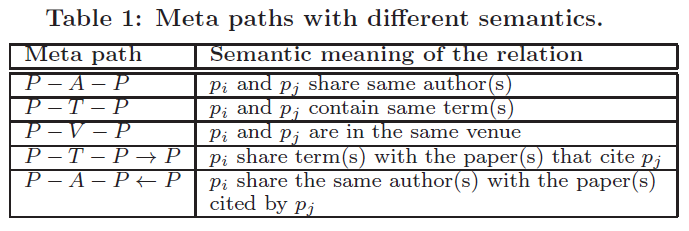 Table 1: Meta paths with different semantics.
Meta path Semantic meaning of the relation
P − A − P p_i and p_j share same author(s)
P − T − P p_i and p_j contain same term(s)
P − V − P p_i and p_j are in the same venue
P − T − P → P p_i share term(s) with the paper(s) that cite p_j
P − A − P ← P p_i share the same author(s) with the paper(s)
cited by p_j